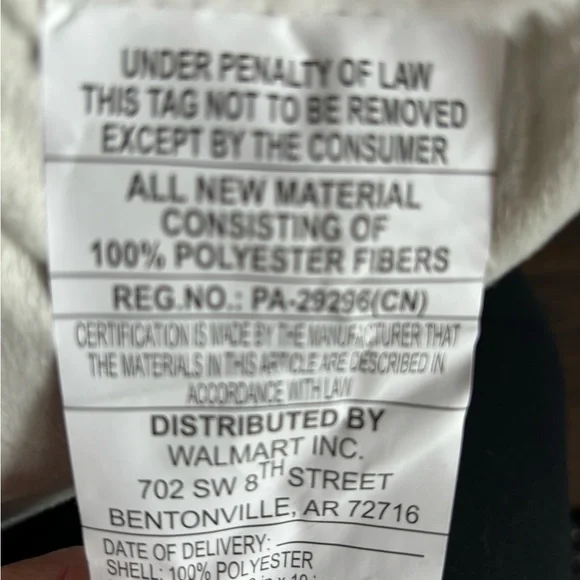 UNDER PENALTY OF LAW
THIS TAG NOT TO BE REMOVED
EXCEPT BY THE CONSUMER
ALL NEW MATERIAL
CONSISTING OF
100% POLYESTER FIBERS
REG.NO.: PA-29296(CN)
CERTIFICATION IS MADE BY THE MANUFACTURER THAT
THE MATERIALS IN THIS ARTICLE ARE DESCRIBED IN
ACCORDANCE WITH LAW
DISTRIBUTED BY
WALMART INC.
702 SW 8TH STREET
BENTONVILLE, AR 72716
DATE OF DELIVERY:
SHELL: 100% POLYESTER